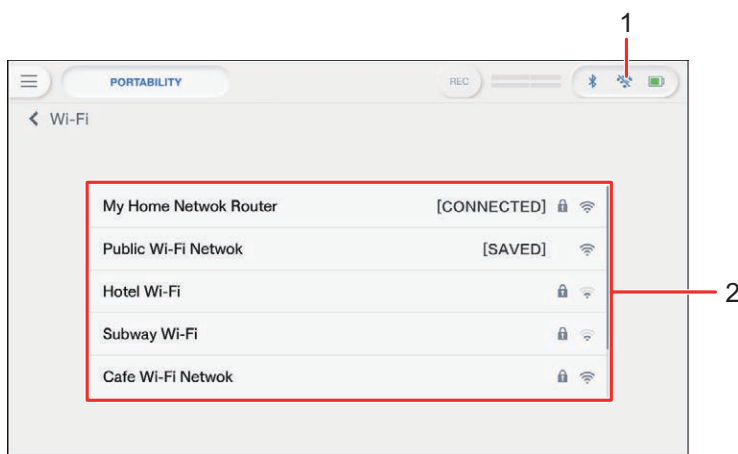 1
PORTABILITY REC
Wi-Fi
My Home Netwok Router [CONNECTED]
Public Wi-Fi Netwok [SAVED]
Hotel Wi-Fi
2
Subway Wi-Fi
Cafe Wi-Fi Netwok